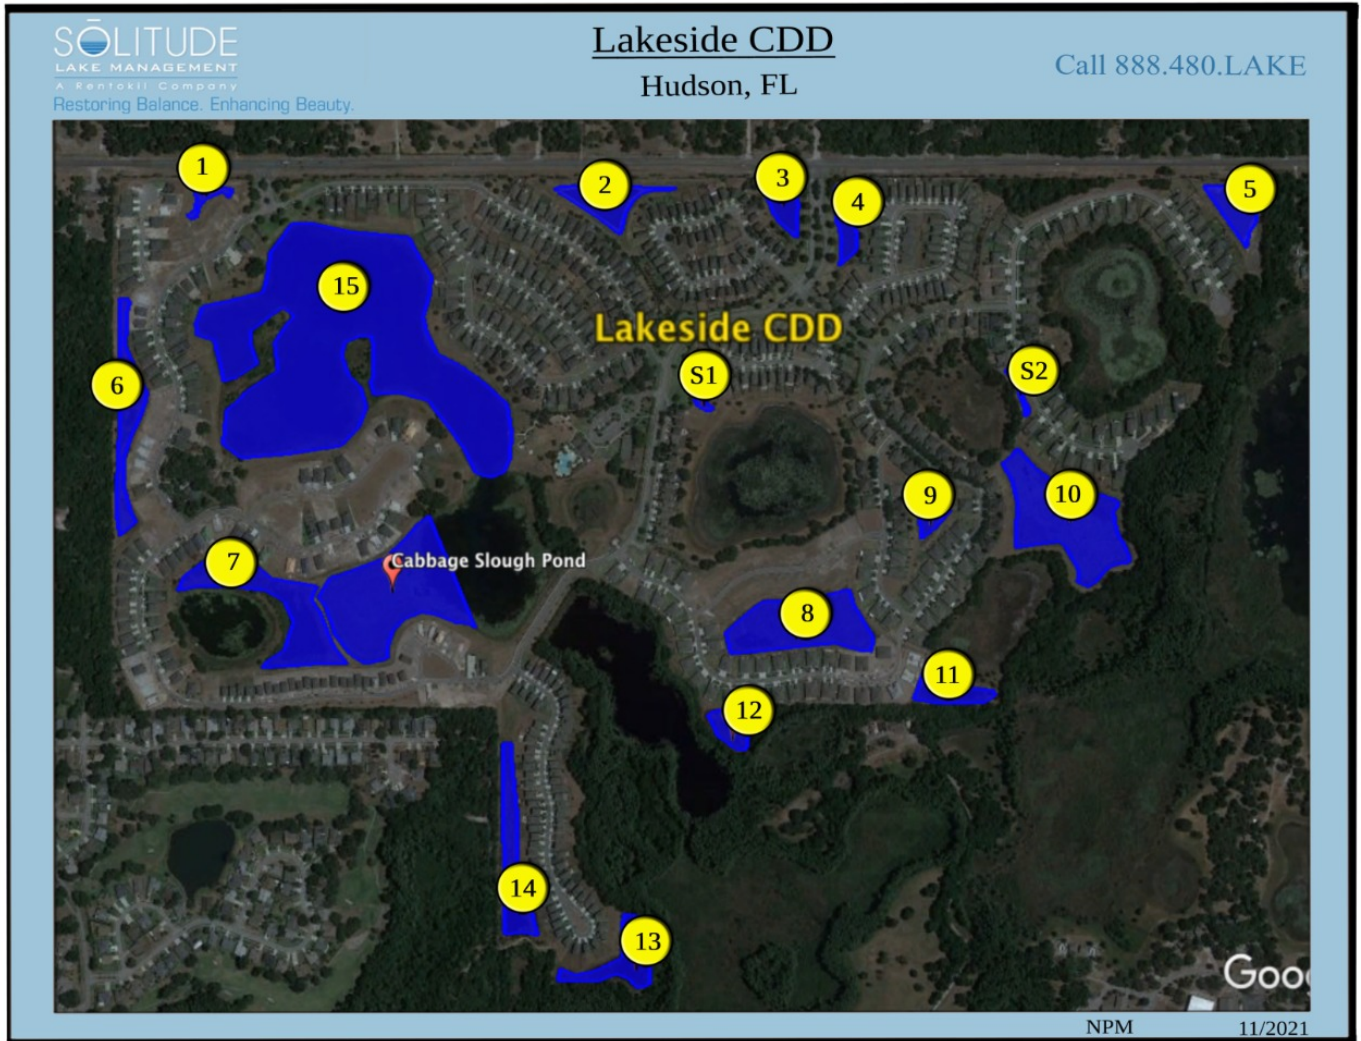 SŌLITUDE
LAKE MANAGEMENT
A Rentokil Company
Restoring Balance. Enhancing Beauty.
Lakeside CDD
Hudson, FL
Call 888.480.LAKE
1
2
3
4
5
15
Lakeside CDD
6
S1
S2
9
10
7
Cabbage Slough Pond
8
11
12
14
13
Goo
NPM
11/2021